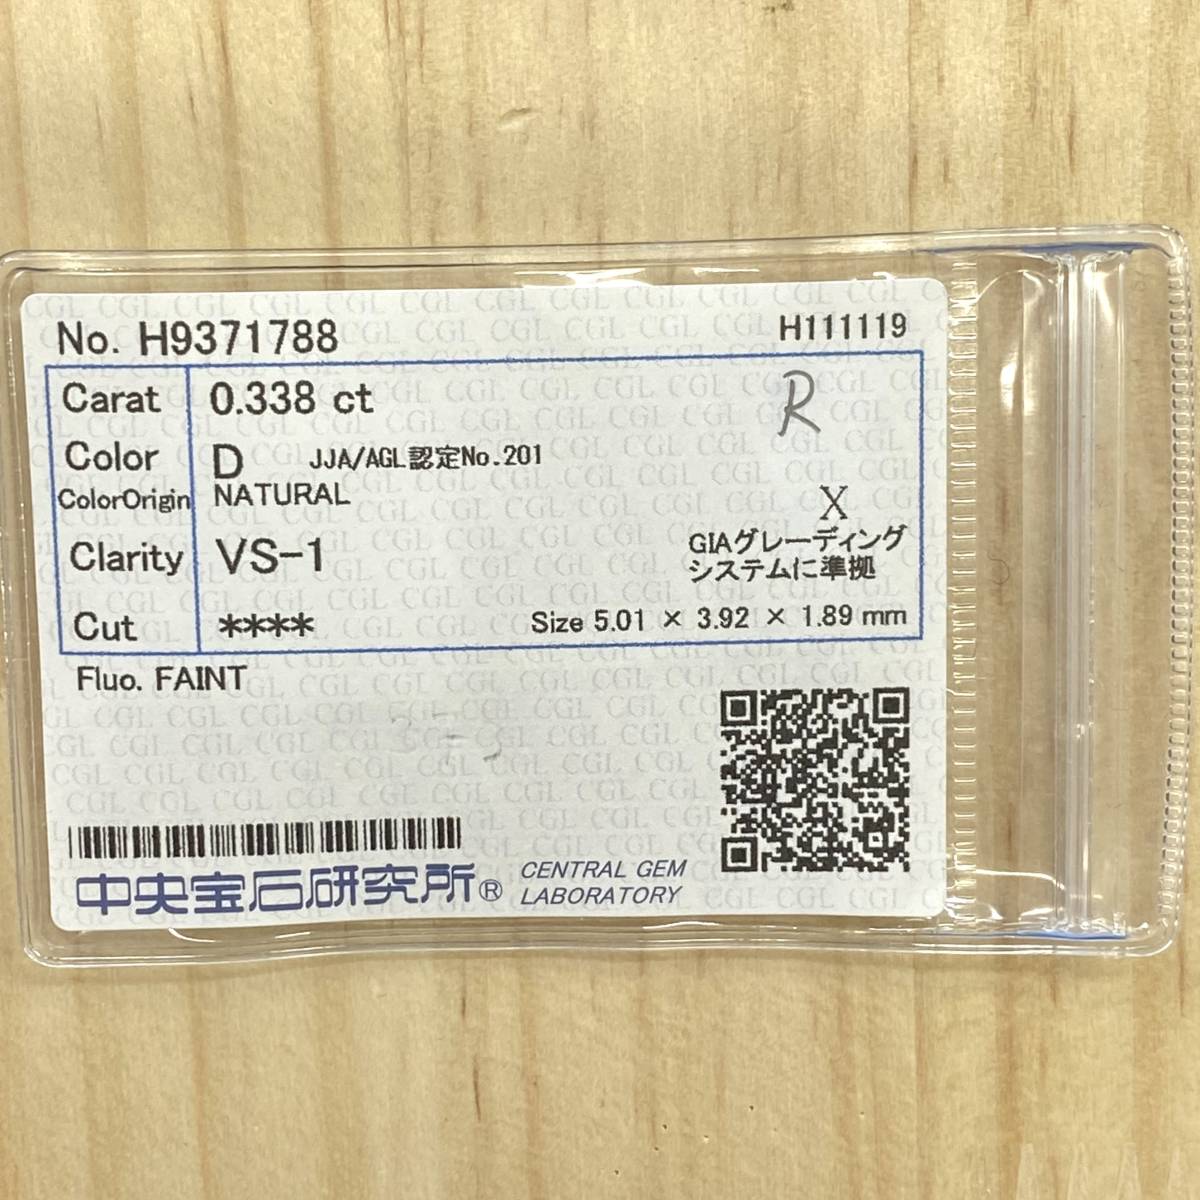 No. H9371788 H111119
Carat 0.338 ct R
Color D JJA/AGL認定No.201
ColorOrigin NATURAL
X
Clarity VS-1 GIAグレーディング
システムに準拠
Cut **** Size 5.01 × 3.92 × 1.89 mm
Fluo. FAINT
中央宝石研究所® CENTRAL GEM
LABORATORY